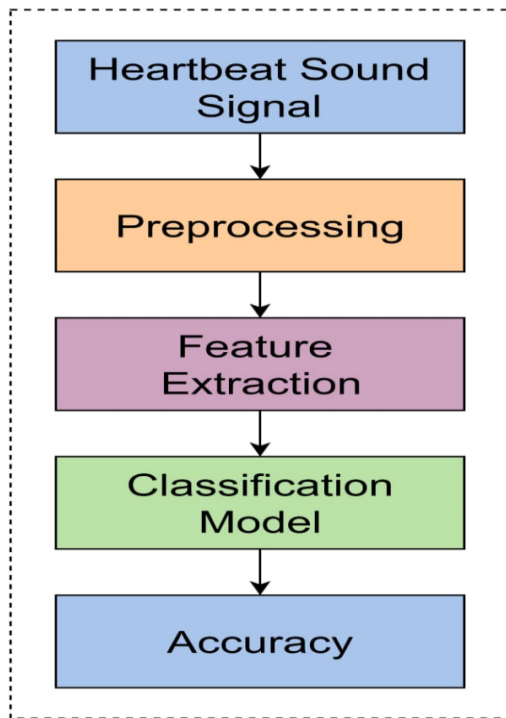 Heartbeat Sound
Signal
Preprocessing
Feature
Extraction
Classification
Model
Accuracy